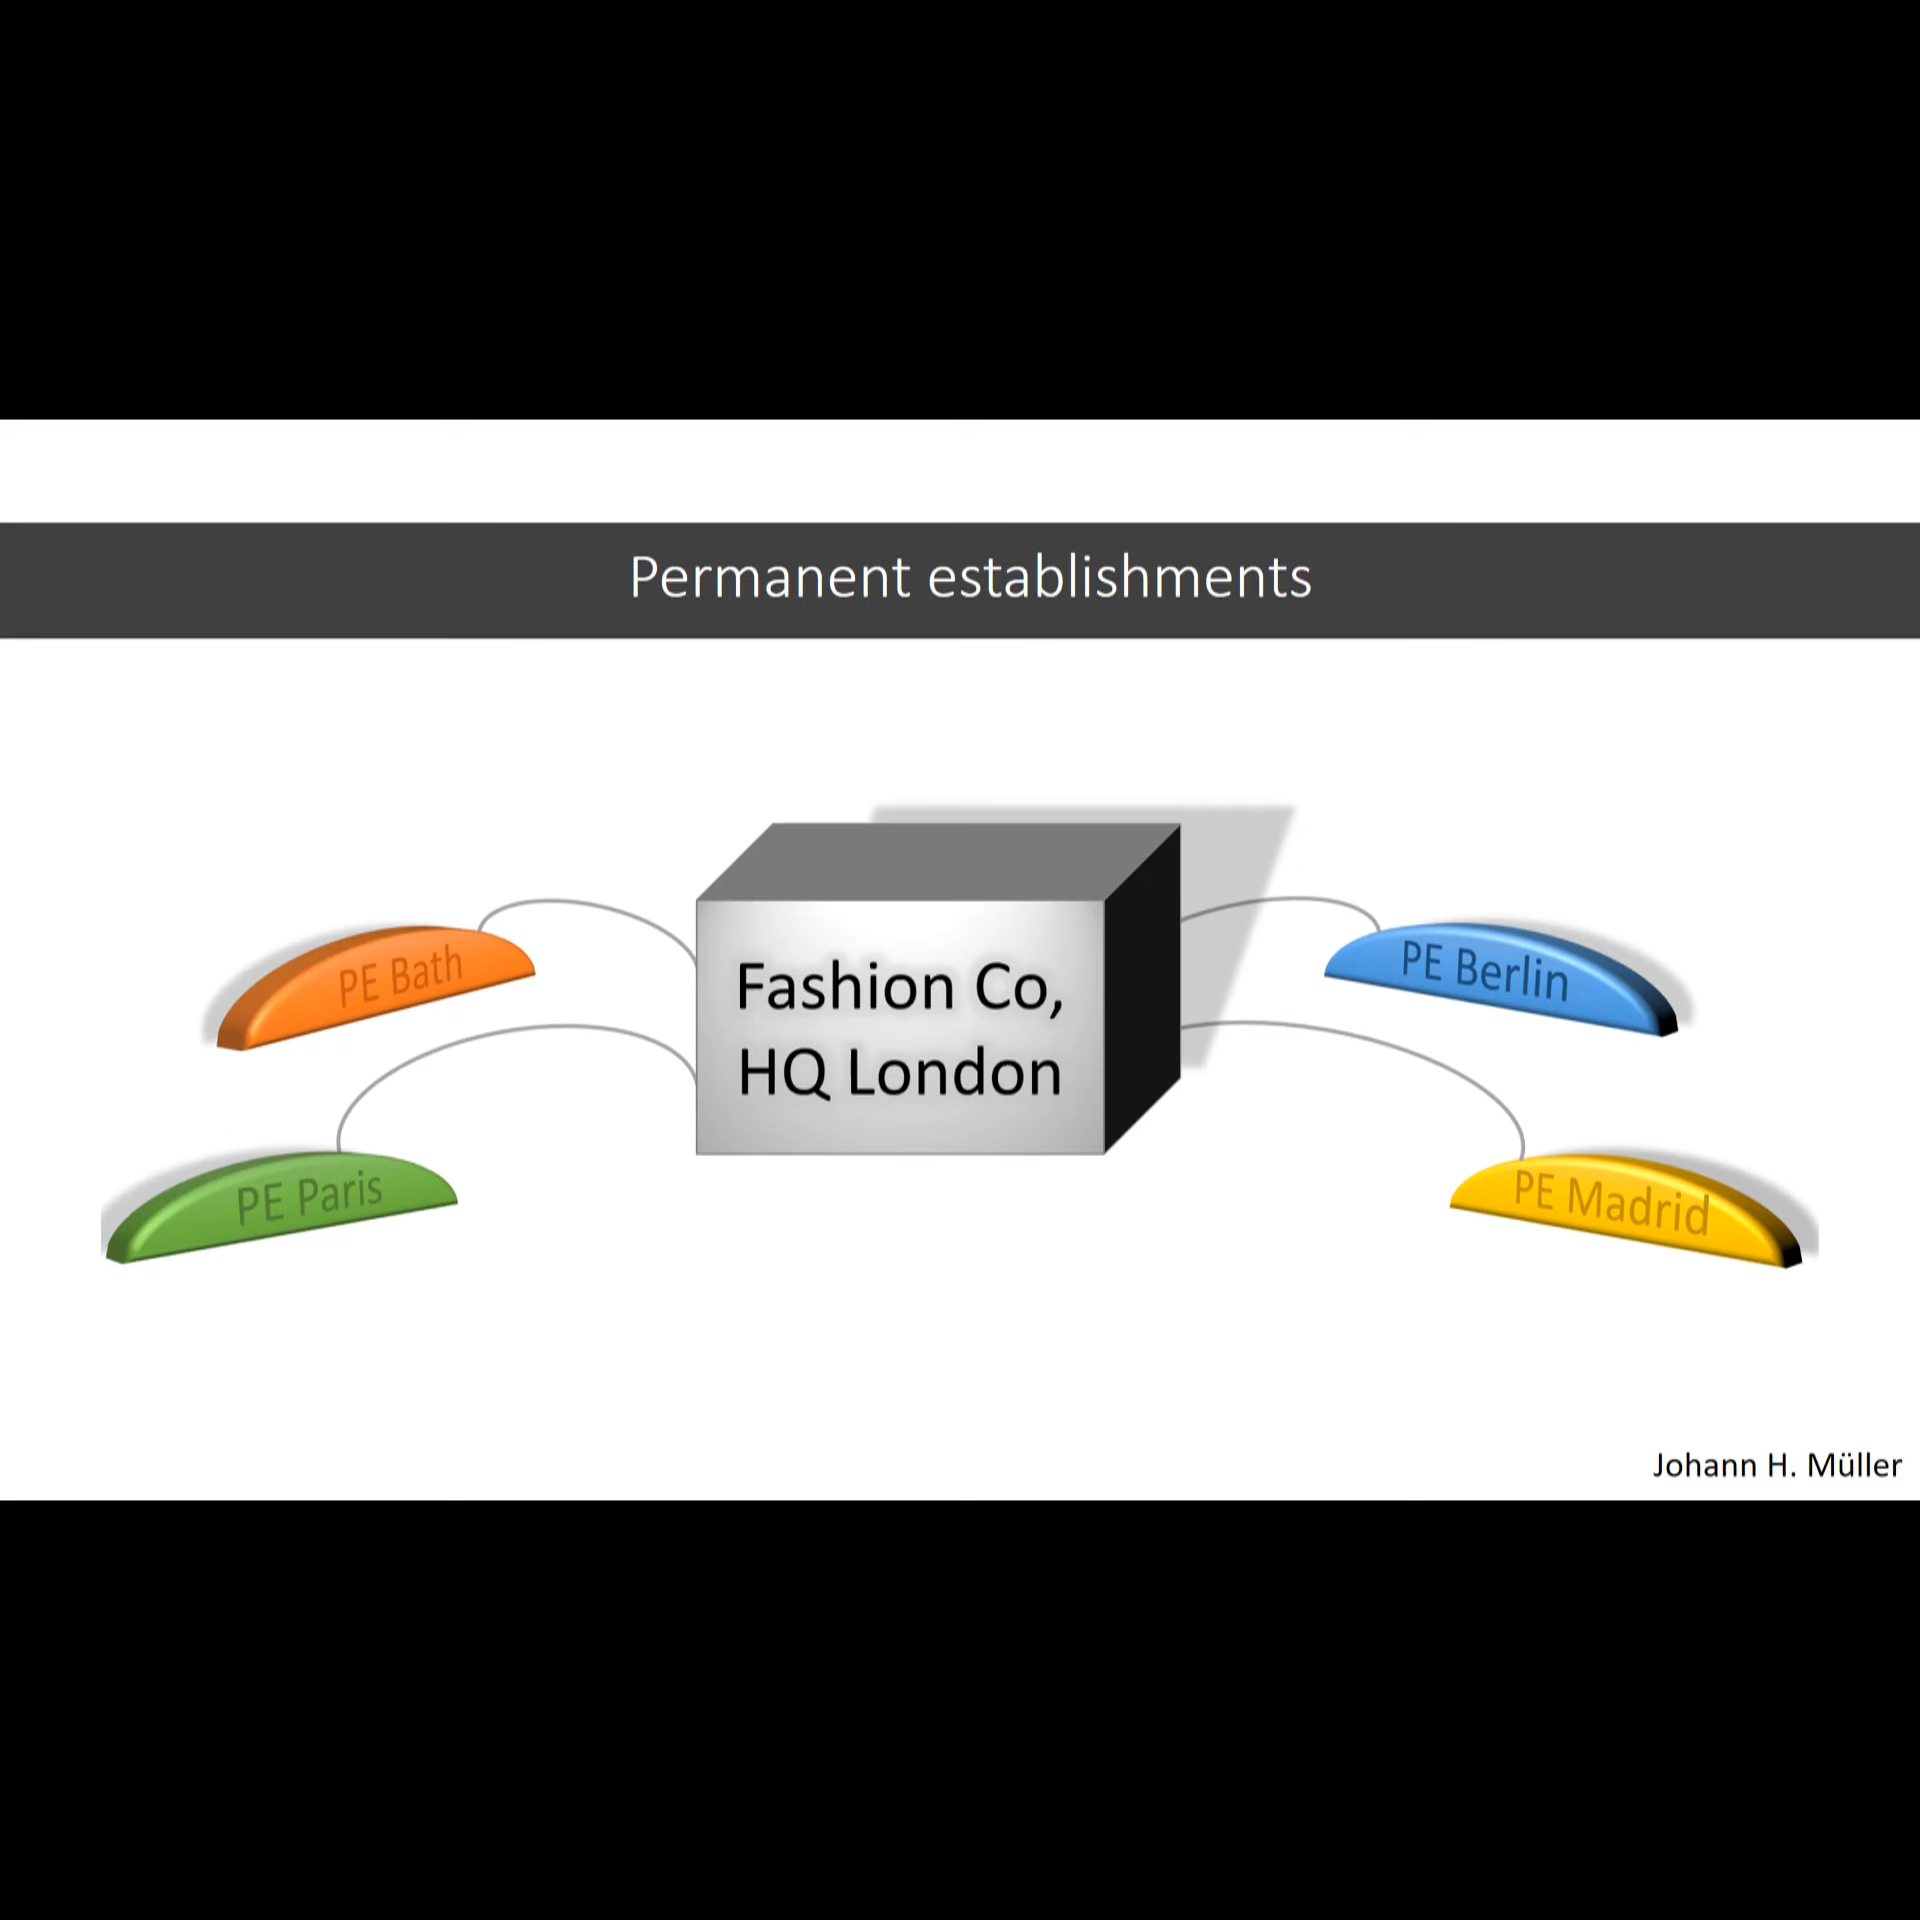 Permanent establishments
PE Bath
PE Paris
Fashion Co,
HQ London
PE Berlin
PE Madrid
Johann H. Müller